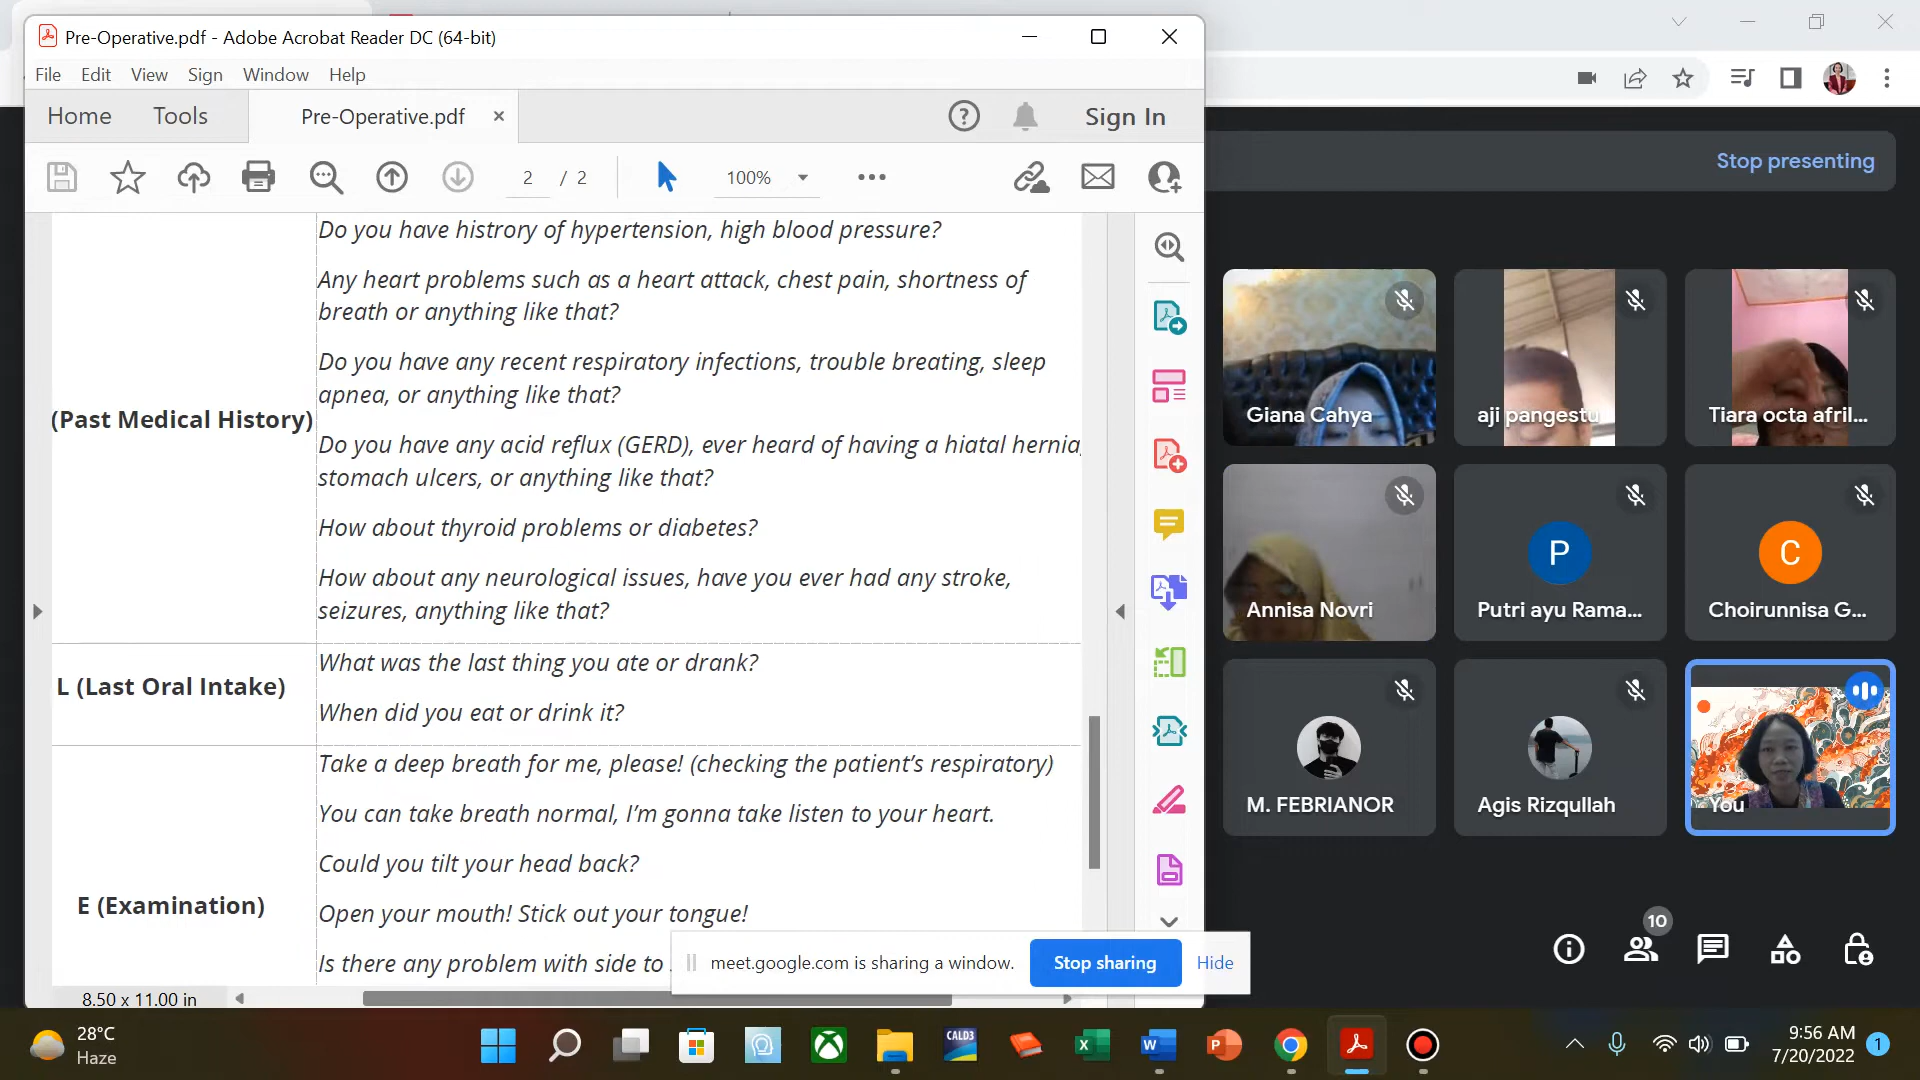 Pre-Operative.pdf - Adobe Acrobat Reader DC (64-bit)
File Edit View Sign Window Help
Home Tools Pre-Operative.pdf Sign In
2 / 2 100%
Stop presenting
(Past Medical History)
Do you have histrory of hypertension, high blood pressure?
Any heart problems such as a heart attack, chest pain, shortness of
breath or anything like that?
Do you have any recent respiratory infections, trouble breating, sleep
apnea, or anything like that?
Do you have any acid reflux (GERD), ever heard of having a hiatal hernia,
stomach ulcers, or anything like that?
How about thyroid problems or diabetes?
How about any neurological issues, have you ever had any stroke,
seizures, anything like that?
L (Last Oral Intake)
What was the last thing you ate or drank?
When did you eat or drink it?
E (Examination)
Take a deep breath for me, please! (checking the patient’s respiratory)
You can take breath normal, I’m gonna take listen to your heart.
Could you tilt your head back?
Open your mouth! Stick out your tongue!
Is there any problem with side to
8.50 x 11.00 in
meet.google.com is sharing a window. Stop sharing Hide
Giana Cahya
aji pangestu
Tiara octa afril...
Annisa Novri
P
Putri ayu Rama...
C
Choirunnisa G...
M. FEBRIANOR
Agis Rizqullah
You
10
28°C
Haze
CALD3
9:56 AM
7/20/2022
1